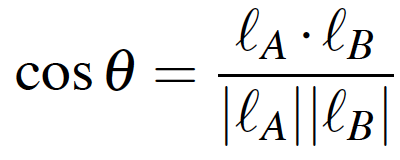 cos θ = ℓ_A · ℓ_B / |ℓ_A||ℓ_B|